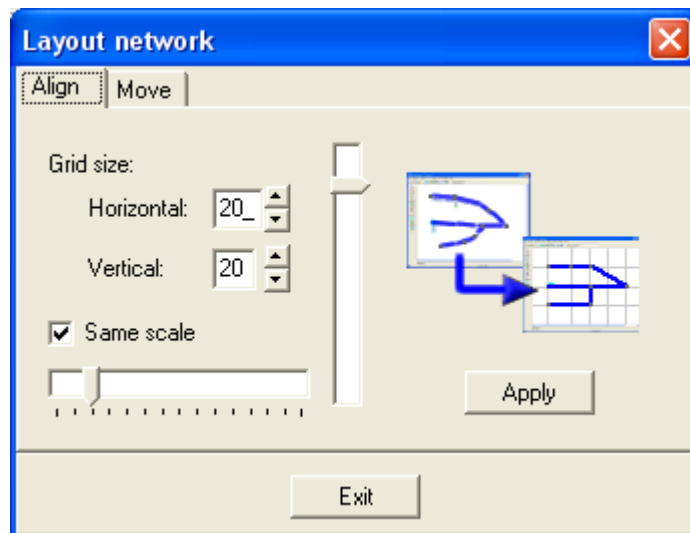 Layout network
Align
Move
Grid size:
Horizontal: 20_
Vertical: 20
Same scale
Apply
Exit